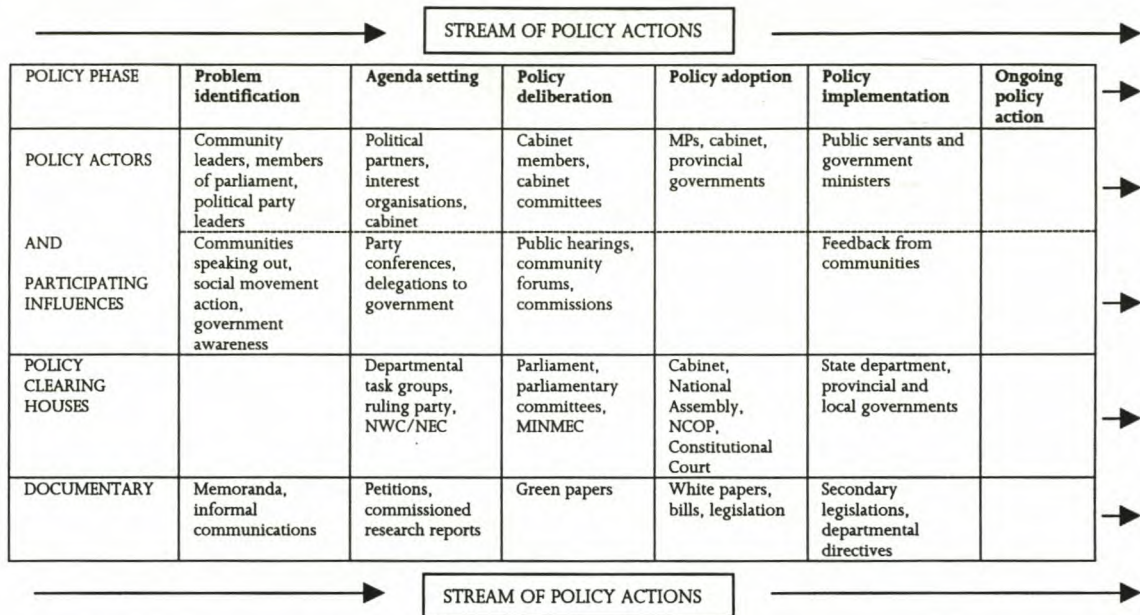 STREAM OF POLICY ACTIONS
POLICY PHASE
Problem
identification
Agenda setting
Policy
deliberation
Policy adoption
Policy
implementation
Ongoing
policy
action
POLICY ACTORS
Community
leaders, members
of parliament,
political party
leaders
Political
partners,
interest
organisations,
cabinet
Cabinet
members,
cabinet
committees
MPs, cabinet,
provincial
governments
Public servants and
government
ministers
AND
PARTICIPATING
INFLUENCES
Communities
speaking out,
social movement
action,
government
awareness
Party
conferences,
delegations to
government
Public hearings,
community
forums,
commissions
Feedback from
communities
POLICY
CLEARING
HOUSES
Departmental
task groups,
ruling party,
NWC/NEC
Parliament,
parliamentary
committees,
MINMEC
Cabinet,
National
Assembly,
NCOP,
Constitutional
Court
State department,
provincial and
local governments
DOCUMENTARY
Memoranda,
informal
communications
Petitions,
commissioned
research reports
Green papers
White papers,
bills, legislation
Secondary
legislations,
departmental
directives
STREAM OF POLICY ACTIONS